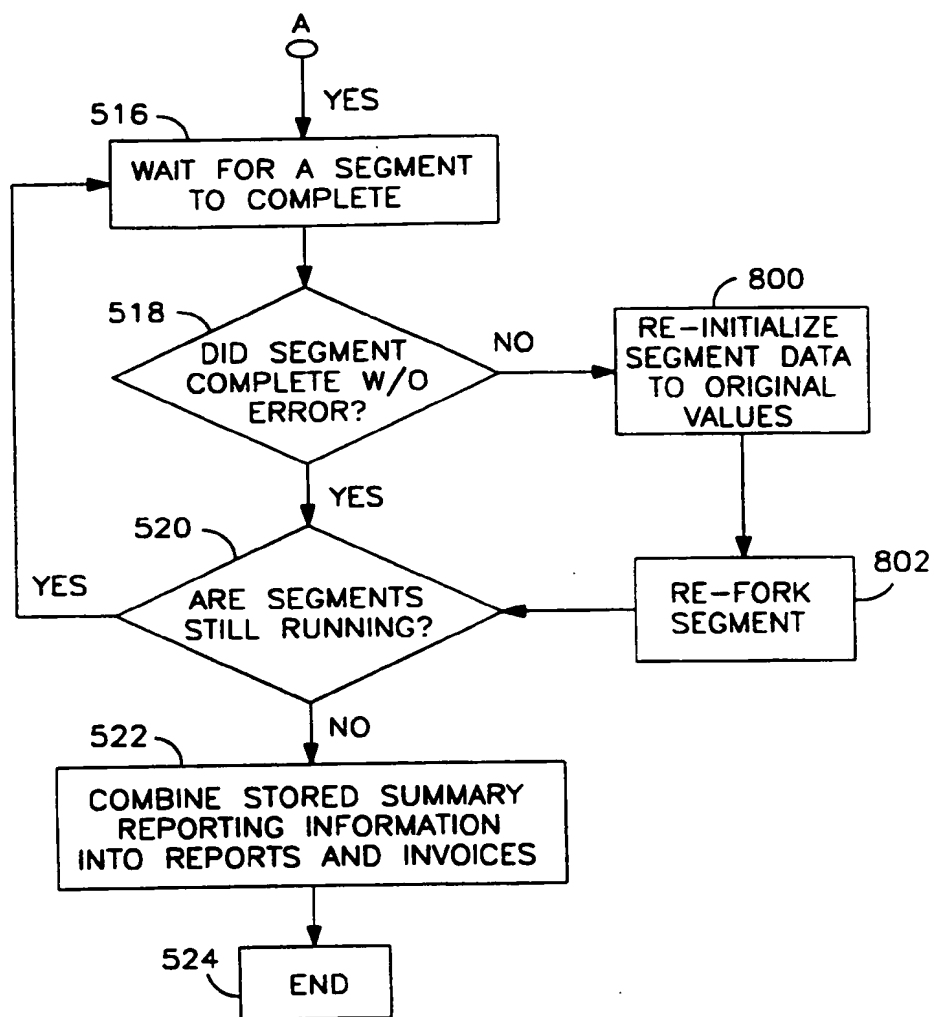 A
YES
516
WAIT FOR A SEGMENT
TO COMPLETE
518
DID SEGMENT
COMPLETE W/O
ERROR?
NO
800
RE-INITIALIZE
SEGMENT DATA
TO ORIGINAL
VALUES
YES
520
YES
ARE SEGMENTS
STILL RUNNING?
802
RE-FORK
SEGMENT
NO
522
COMBINE STORED SUMMARY
REPORTING INFORMATION
INTO REPORTS AND INVOICES
524
END